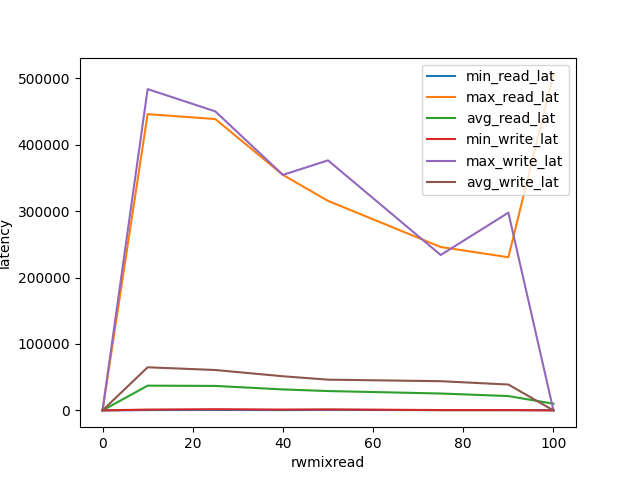 500000
400000
300000
200000
100000
0
latency
0
20
40
60
80
100
rwmixread
min_read_lat
max_read_lat
avg_read_lat
min_write_lat
max_write_lat
avg_write_lat